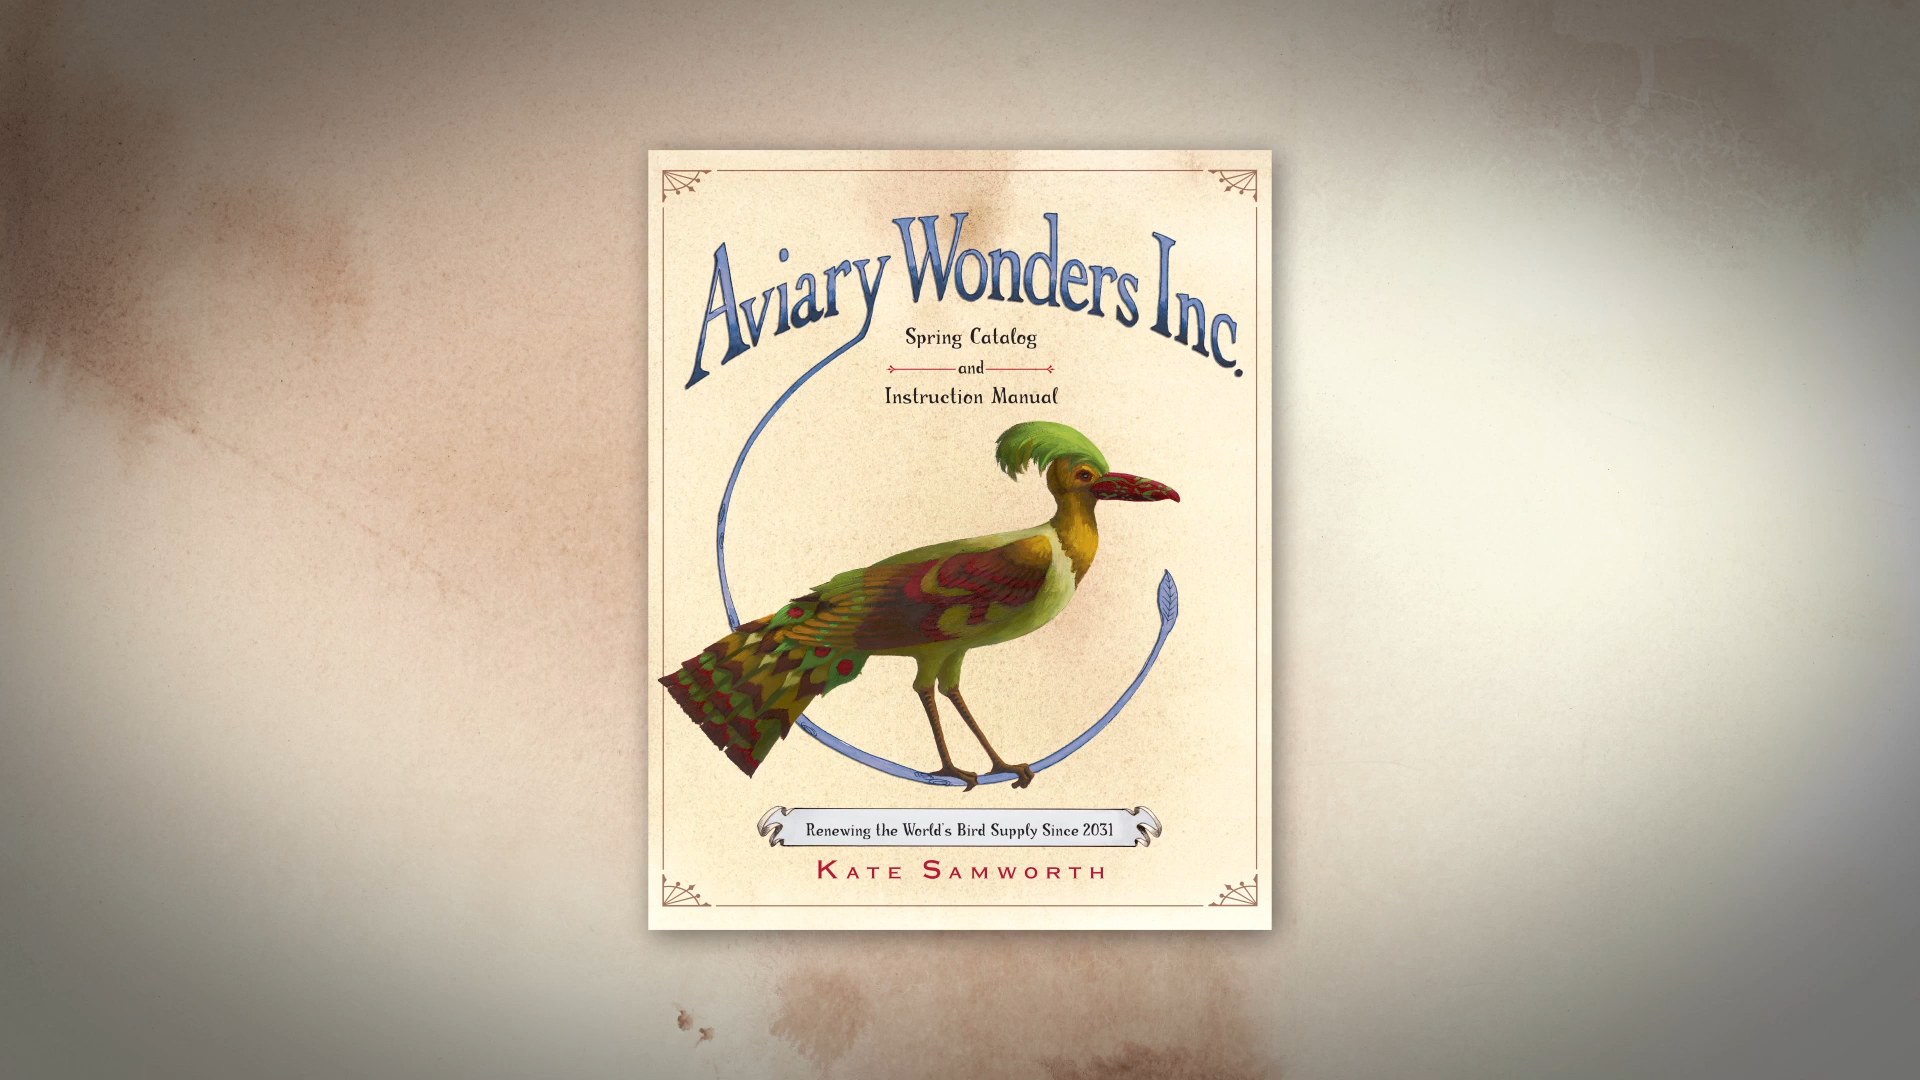 Aviary Wonders Inc.
Spring Catalog
and
Instruction Manual
Renewing the World's Bird Supply Since 2031
KATE SAMWORTH